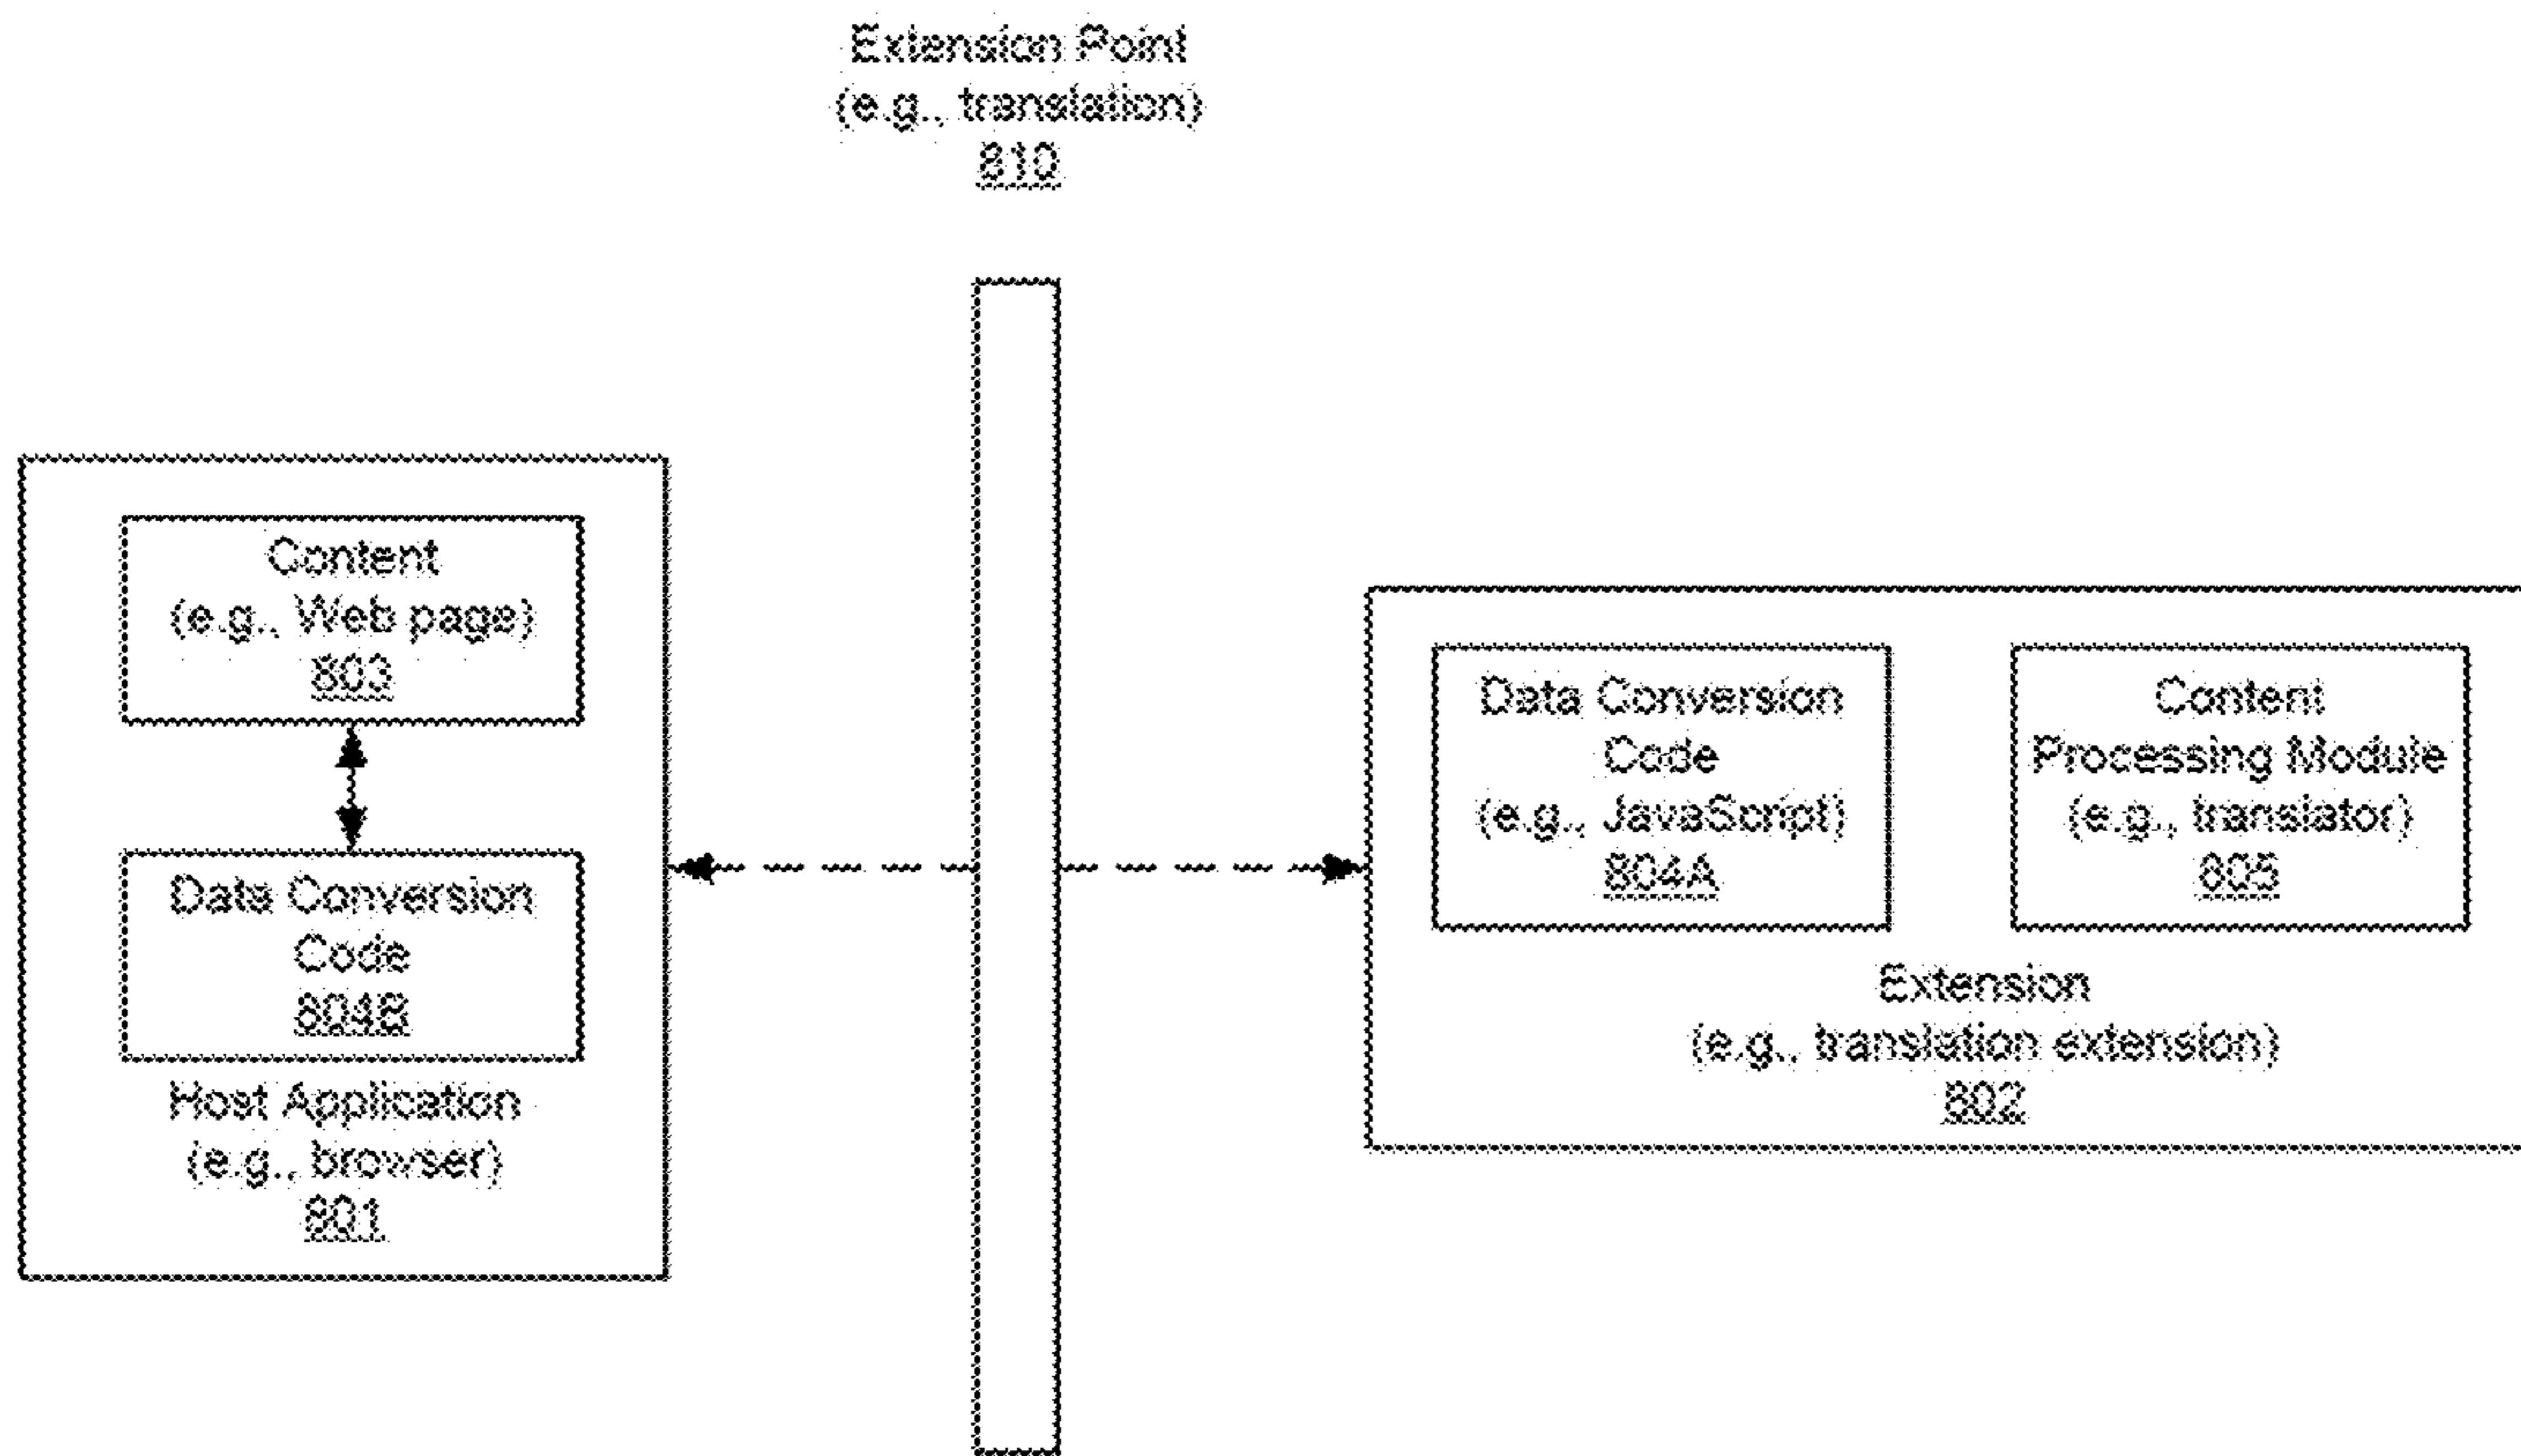 Extension Point
(e.g., translation)
810
Content
(e.g., Web page)
803
Data Conversion
Code
804B
Host Application
(e.g., browser)
801
Data Conversion
Code
(e.g., JavaScript)
804A
Content
Processing Module
(e.g., translator)
805
Extension
(e.g., translation extension)
802